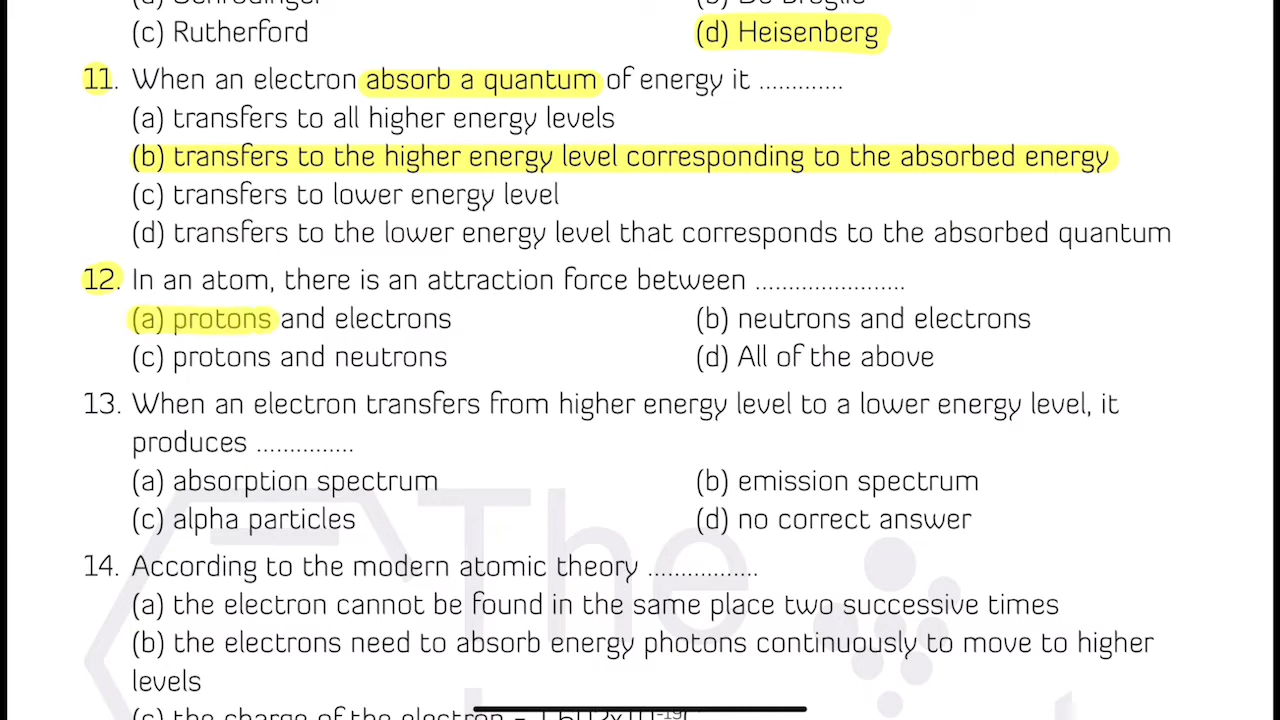 (c) Rutherford (d) Heisenberg
11. When an electron absorb a quantum of energy it .............
(a) transfers to all higher energy levels
(b) transfers to the higher energy level corresponding to the absorbed energy
(c) transfers to lower energy level
(d) transfers to the lower energy level that corresponds to the absorbed quantum
12. In an atom, there is an attraction force between .......................
(a) protons and electrons (b) neutrons and electrons
(c) protons and neutrons (d) All of the above
13. When an electron transfers from higher energy level to a lower energy level, it
produces ...............
(a) absorption spectrum (b) emission spectrum
(c) alpha particles (d) no correct answer
14. According to the modern atomic theory .................
(a) the electron cannot be found in the same place two successive times
(b) the electrons need to absorb energy photons continuously to move to higher
levels
(c) the charge of the electron =
The